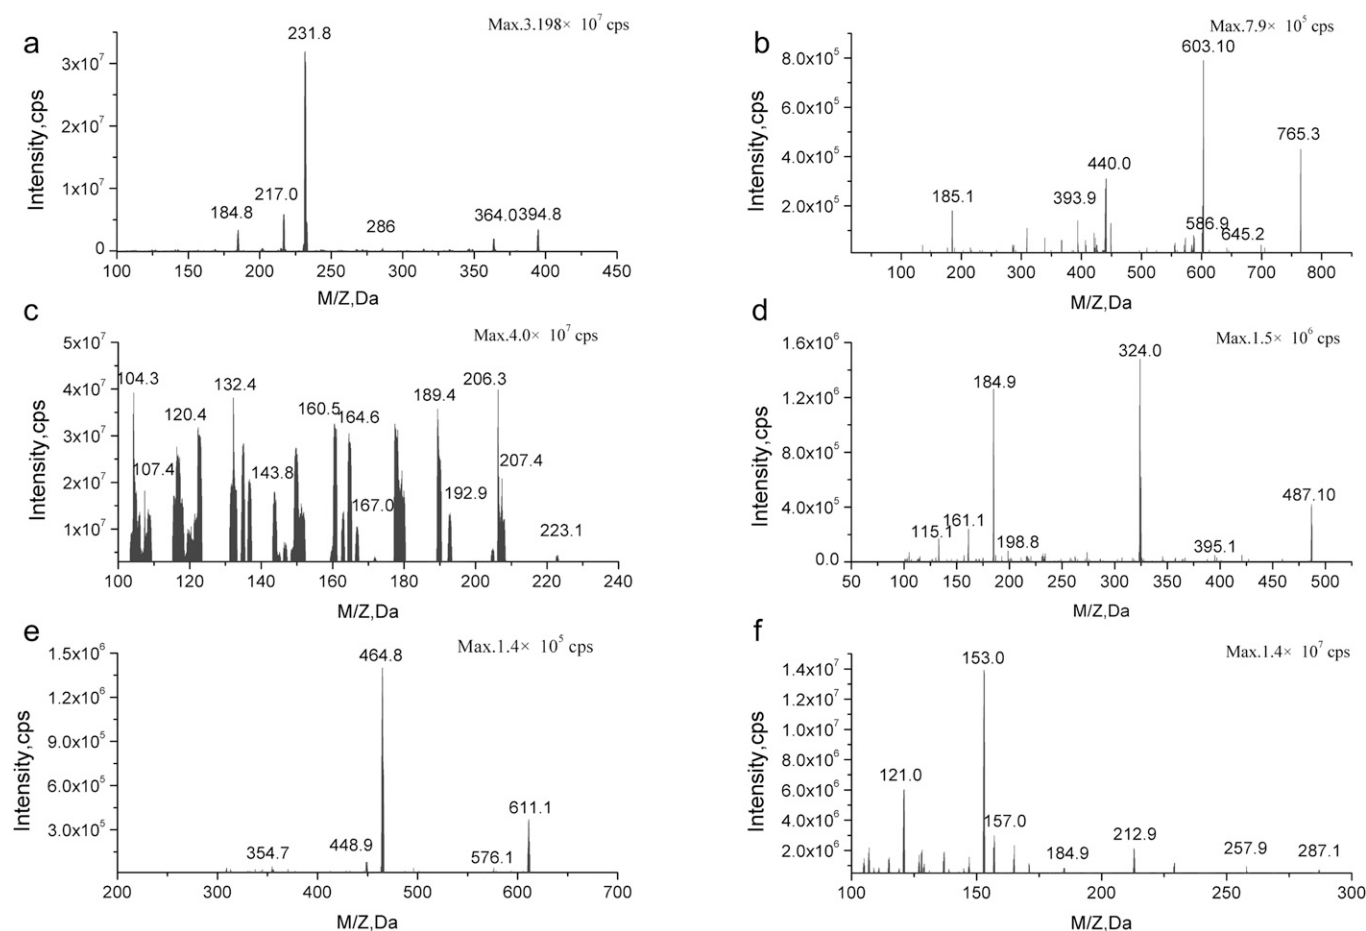 a
Max.3.198× 10⁷ cps
231.8
3x10⁷
2x10⁷
1x10⁷
0
217.0
184.8
286
364.0
394.8
Intensity,cps
100 150 200 250 300 350 400 450
M/Z,Da
b
Max.7.9× 10⁵ cps
603.10
8.0x10⁵
6.0x10⁵
4.0x10⁵
2.0x10⁵
765.3
440.0
185.1
393.9
586.9
645.2
Intensity,cps
100 200 300 400 500 600 700 800
M/Z,Da
c
Max.4.0× 10⁷ cps
5x10⁷
4x10⁷
3x10⁷
2x10⁷
1x10⁷
104.3
132.4
206.3
120.4
160.5
164.6
189.4
107.4
143.8
207.4
167.0
192.9
223.1
Intensity,cps
100 120 140 160 180 200 220 240
M/Z,Da
d
Max.1.5× 10⁶ cps
1.6x10⁶
1.2x10⁶
8.0x10⁵
4.0x10⁵
0.0
324.0
184.9
487.10
115.1
161.1
198.8
395.1
Intensity,cps
50 100 150 200 250 300 350 400 450 500
M/Z,Da
e
Max.1.4× 10⁵ cps
1.5x10⁶
1.2x10⁶
9.0x10⁵
6.0x10⁵
3.0x10⁵
464.8
611.1
448.9
354.7
576.1
Intensity,cps
200 300 400 500 600 700
M/Z,Da
f
Max.1.4× 10⁷ cps
1.4x10⁷
1.2x10⁷
1.0x10⁷
8.0x10⁶
6.0x10⁶
4.0x10⁶
2.0x10⁶
153.0
121.0
157.0
184.9
212.9
257.9
287.1
Intensity,cps
100 150 200 250 300
M/Z,Da